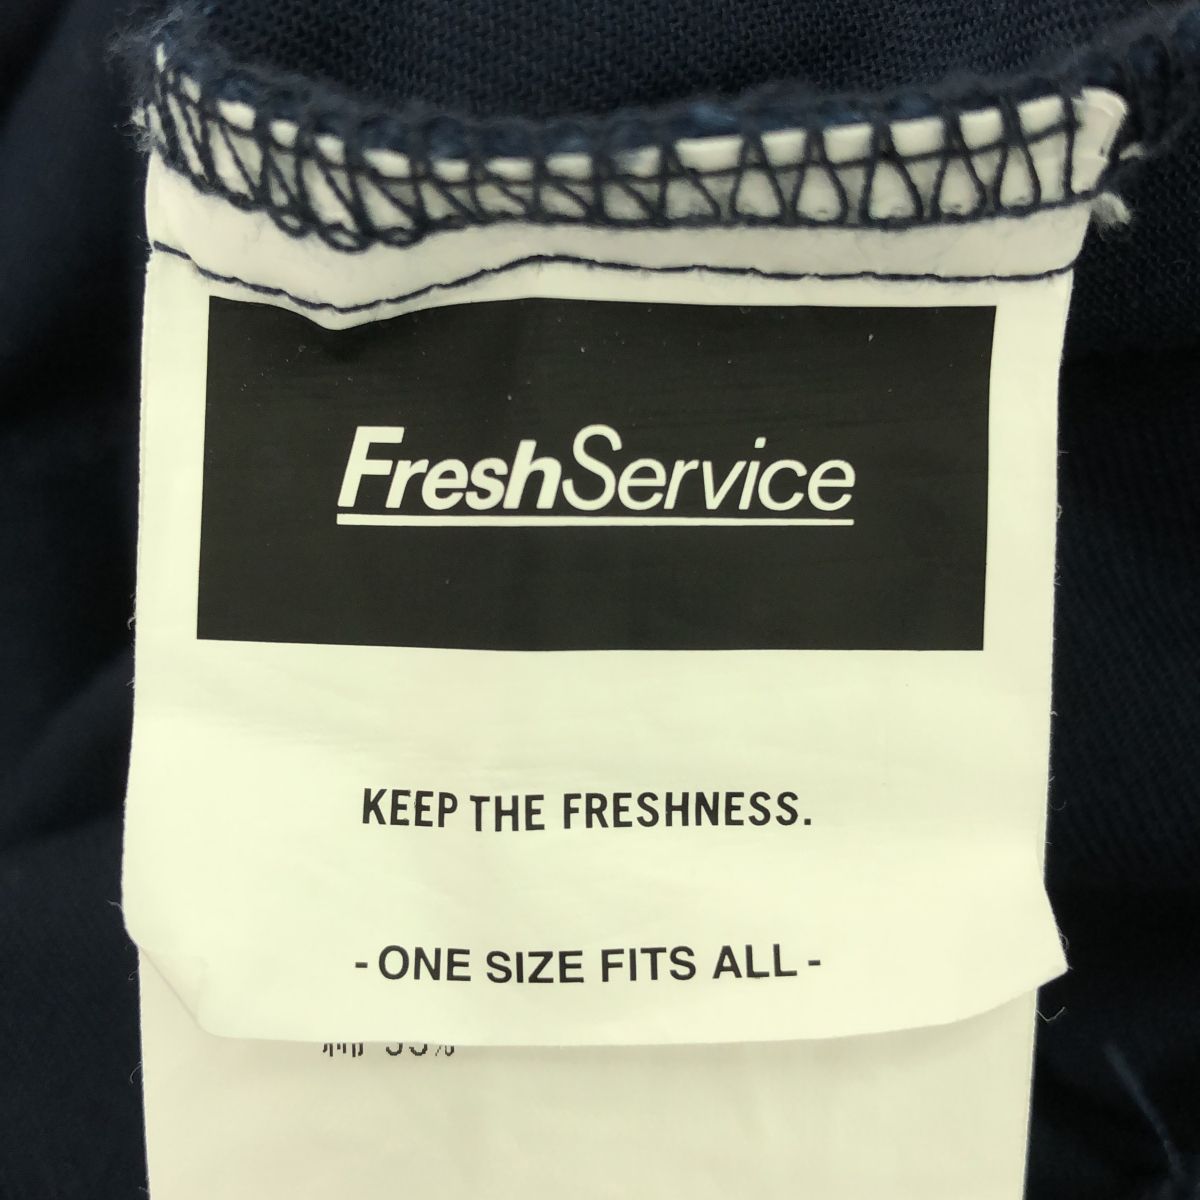 FreshService
KEEP THE FRESHNESS.
- ONE SIZE FITS ALL -